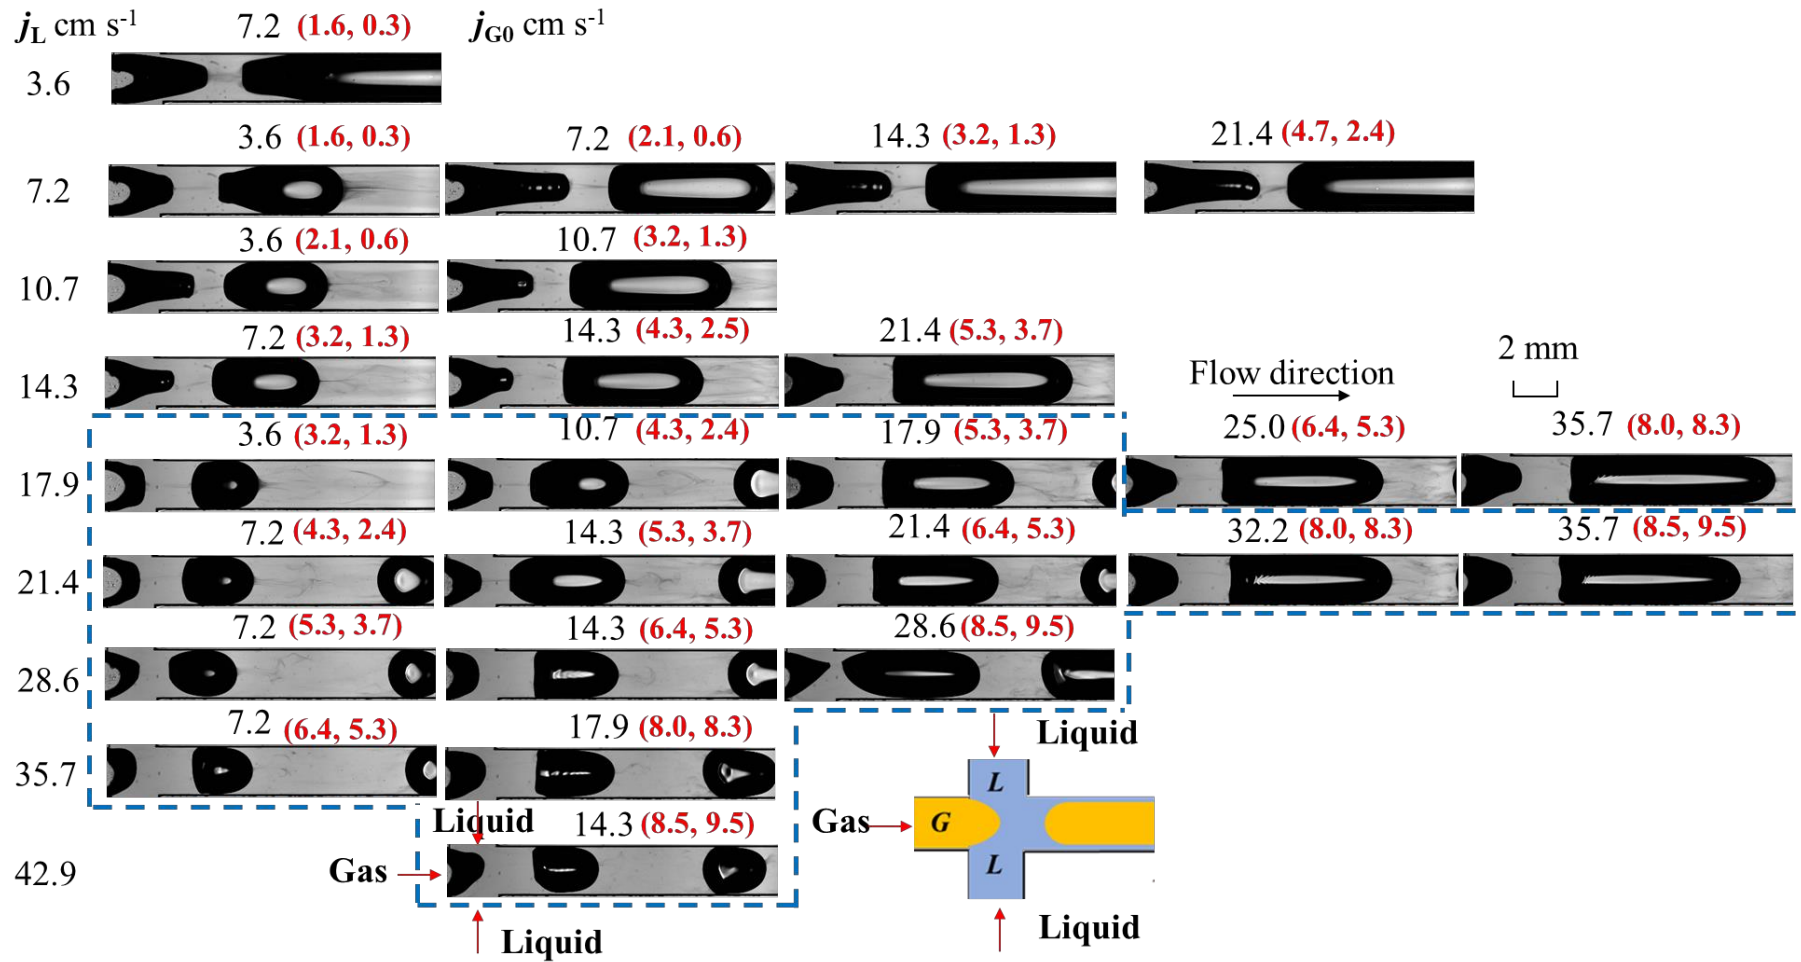 jL cm s-1 7.2 (1.6, 0.3) jG0 cm s-1
3.6
3.6 (1.6, 0.3) 7.2 (2.1, 0.6) 14.3 (3.2, 1.3) 21.4 (4.7, 2.4)
7.2
3.6 (2.1, 0.6) 10.7 (3.2, 1.3)
10.7
7.2 (3.2, 1.3) 14.3 (4.3, 2.5) 21.4 (5.3, 3.7)
14.3
Flow direction
2 mm
3.6 (3.2, 1.3) 10.7 (4.3, 2.4) 17.9 (5.3, 3.7) 25.0 (6.4, 5.3) 35.7 (8.0, 8.3)
17.9
7.2 (4.3, 2.4) 14.3 (5.3, 3.7) 21.4 (6.4, 5.3) 32.2 (8.0, 8.3) 35.7 (8.5, 9.5)
21.4
7.2 (5.3, 3.7) 14.3 (6.4, 5.3) 28.6 (8.5, 9.5)
28.6
7.2 (6.4, 5.3) 17.9 (8.0, 8.3)
35.7
Liquid
L
Gas
G
L
Liquid
Liquid
14.3 (8.5, 9.5)
42.9
Gas
Liquid